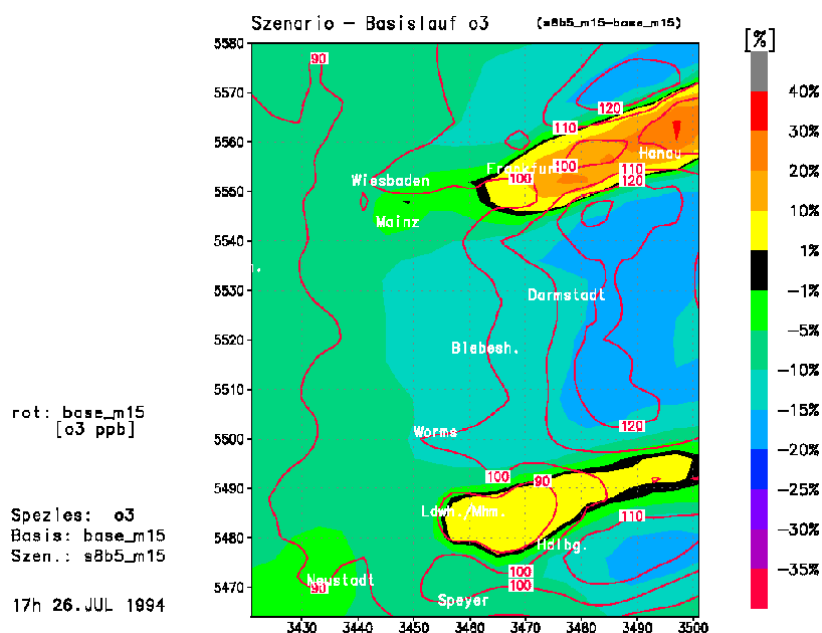 Szenario - Basislauf o3 (s8b5_m15-base_m15)
[%]
5580
5570
5560
5550
5540
5530
5520
5510
5500
5490
5480
5470
3430 3440 3450 3460 3470 3480 3490 3500
90
120
110
100
Frankfurt
Hanau
110
100
120
Wiesbaden
Mainz
Darmstadt
Biebesh.
120
Worms
100
90
Ldwh./Mhm.
110
Hdlbg.
100
100
Neustadt
90
Speyer
40%
30%
20%
10%
1%
-1%
-5%
-10%
-15%
-20%
-25%
-30%
-35%
rot: base_m15
[o3 ppb]
Spezies: o3
Basis: base_m15
Szen.: s8b5_m15
17h 26.JUL 1994